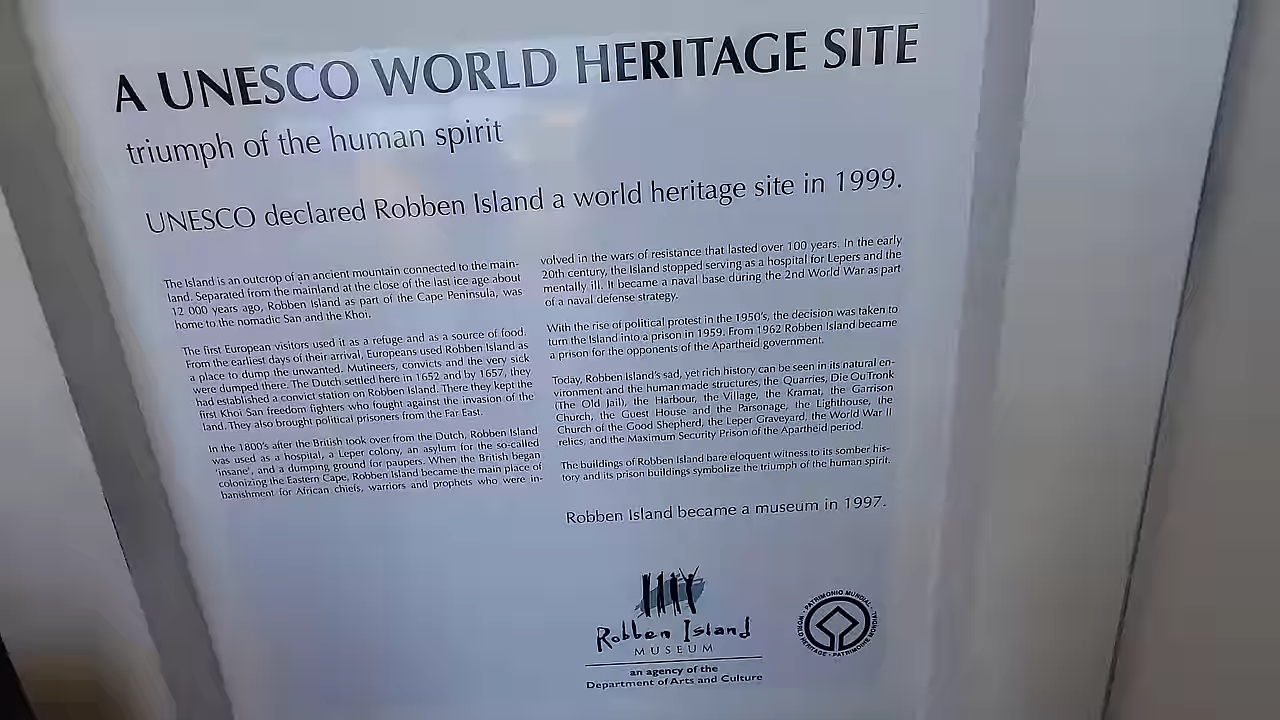 A UNESCO WORLD HERITAGE SITE
triumph of the human spirit
UNESCO declared Robben Island a world heritage site in 1999.
The Island is an outcrop of an ancient mountain connected to the main-
land. Separated from the mainland at the close of the last ice age about
12 000 years ago, Robben Island as part of the Cape Peninsula, was
home to the nomadic San and the Khoi.
The first European visitors used it as a refuge and as a source of food.
From the earliest days of their arrival, Europeans used Robben Island as
a place to dump the unwanted. Mutineers, convicts and the very sick
were dumped there. The Dutch settled here in 1652 and by 1657, they
had established a convict station on Robben Island. There they kept the
first Khoi San freedom fighters who fought against the invasion of the
land. They also brought political prisoners from the Far East.
In the 1800's after the British took over from the Dutch, Robben Island
was used as a hospital, a Leper colony, an asylum for the so-called
'insane', and a dumping ground for paupers. When the British began
colonizing the Eastern Cape, Robben Island became the main place of
banishment for African chiefs, warriors and prophets who were in-
volved in the wars of resistance that lasted over 100 years. In the early
20th century, the Island stopped serving as a hospital for Lepers and the
mentally ill. It became a naval base during the 2nd World War as part
of a naval defense strategy.
With the rise of political protest in the 1950's, the decision was taken to
turn the Island into a prison in 1959. From 1962 Robben Island became
a prison for the opponents of the Apartheid government.
Today, Robben Island's sad, yet rich history can be seen in its natural en-
vironment and the human made structures, the Quarries, Die OuTronk
(The Old Jail), the Harbour, the Village, the Kramat, the Garrison
Church, the Guest House and the Parsonage, the Lighthouse, the
Church of the Good Shepherd, the Leper Graveyard, the World War II
relics, and the Maximum Security Prison of the Apartheid period.
The buildings of Robben Island bare eloquent witness to its somber his-
tory and its prison buildings symbolize the triumph of the human spirit.
Robben Island became a museum in 1997.
Robben Island
MUSEUM
an agency of the
Department of Arts and Culture
PATRIMONIO MUNDIAL
WORLD HERITAGE
PATRIMOINE MONDIAL